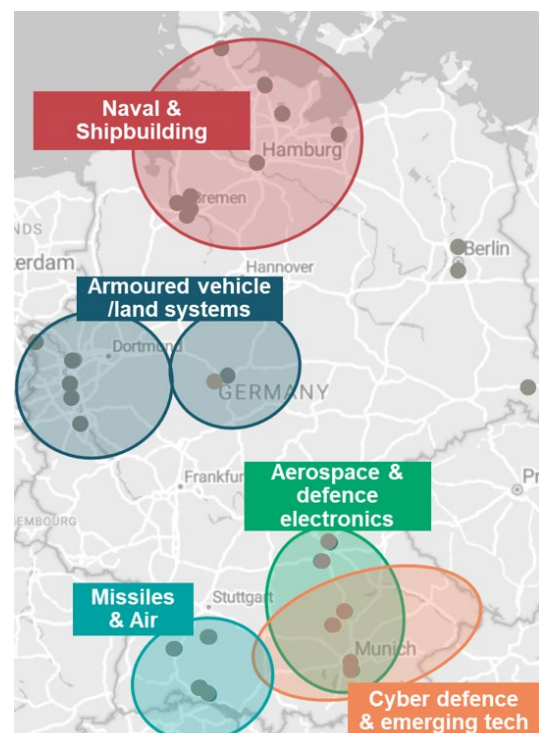 Naval &
Shipbuilding
Hamburg
Bremen
NDS
Berlin
terdam
Hannover
Armoured vehicle
/land systems
Dortmund
GERMANY
Frankfu
Aerospace &
defence
electronics
Pr
EMBOURG
Missiles
& Air
Stuttgart
Munich
Cyber defence
& emerging tech